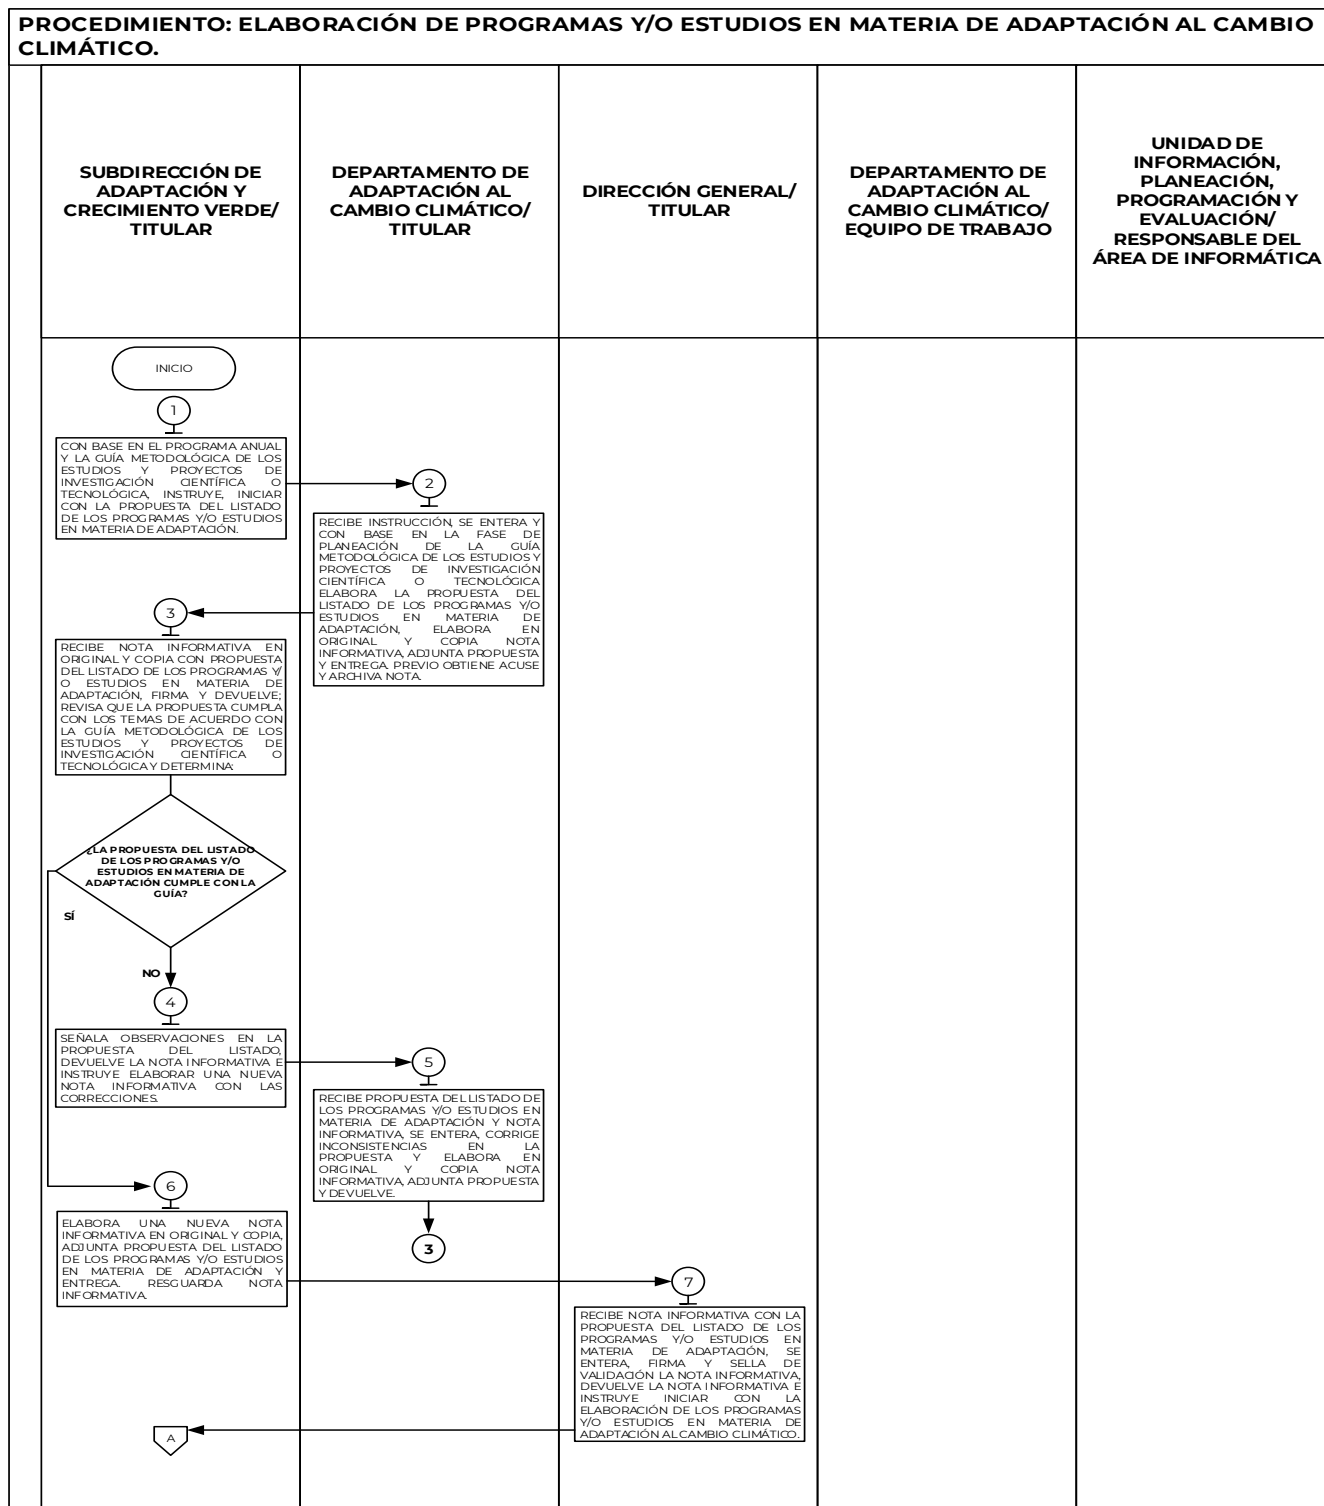 PROCEDIMIENTO: ELABORACIÓN DE PROGRAMAS Y/O ESTUDIOS EN MATERIA DE ADAPTACIÓN AL CAMBIO
CLIMÁTICO.
SUBDIRECCIÓN DE
ADAPTACIÓN Y
CRECIMIENTO VERDE/
TITULAR
DEPARTAMENTO DE
ADAPTACIÓN AL
CAMBIO CLIMÁTICO/
TITULAR
DIRECCIÓN GENERAL/
TITULAR
DEPARTAMENTO DE
ADAPTACIÓN AL
CAMBIO CLIMÁTICO/
EQUIPO DE TRABAJO
UNIDAD DE
INFORMACIÓN,
PLANEACIÓN,
PROGRAMACIÓN Y
EVALUACIÓN/
RESPONSABLE DEL
ÁREA DE INFORMÁTICA
INICIO
1
CON BASE EN EL PROGRAMA ANUAL
Y LA GUÍA METODOLÓGICA DE LOS
ESTUDIOS Y PROYECTOS DE
INVESTIGACIÓN CIENTÍFICA O
TECNOLÓGICA, INSTRUYE, INICIAR
CON LA PROPUESTA DEL LISTADO
DE LOS PROGRAMAS Y/O ESTUDIOS
EN MATERIA DE ADAPTACIÓN.
2
RECIBE INSTRUCCIÓN, SE ENTERA Y
CON BASE EN LA FASE DE
PLANEACIÓN DE LA GUÍA
METODOLÓGICA DE LOS ESTUDIOS Y
PROYECTOS DE INVESTIGACIÓN
CIENTÍFICA O TECNOLÓGICA
ELABORA LA PROPUESTA DEL
LISTADO DE LOS PROGRAMAS Y/O
ESTUDIOS EN MATERIA DE
ADAPTACIÓN, ELABORA EN
ORIGINAL Y COPIA NOTA
INFORMATIVA, ADJUNTA PROPUESTA
Y ENTREGA. PREVIO OBTIENE ACUSE
Y ARCHIVA NOTA.
3
RECIBE NOTA INFORMATIVA EN
ORIGINAL Y COPIA CON PROPUESTA
DEL LISTADO DE LOS PROGRAMAS Y/
O ESTUDIOS EN MATERIA DE
ADAPTACIÓN, FIRMA Y DEVUELVE;
REVISA QUE LA PROPUESTA CUMPLA
CON LOS TEMAS DE ACUERDO CON
LA GUÍA METODOLÓGICA DE LOS
ESTUDIOS Y PROYECTOS DE
INVESTIGACIÓN CIENTÍFICA O
TECNOLÓGICA Y DETERMINA:
¿LA PROPUESTA DEL LISTADO
DE LOS PROGRAMAS Y/O
ESTUDIOS EN MATERIA DE
ADAPTACIÓN CUMPLE CON LA
GUÍA?
SÍ
NO
4
SEÑALA OBSERVACIONES EN LA
PROPUESTA DEL LISTADO,
DEVUELVE LA NOTA INFORMATIVA E
INSTRUYE ELABORAR UNA NUEVA
NOTA INFORMATIVA CON LAS
CORRECCIONES.
5
RECIBE PROPUESTA DEL LISTADO DE
LOS PROGRAMAS Y/O ESTUDIOS EN
MATERIA DE ADAPTACIÓN Y NOTA
INFORMATIVA, SE ENTERA, CORRIGE
INCONSISTENCIAS EN LA
PROPUESTA Y ELABORA EN
ORIGINAL Y COPIA NOTA
INFORMATIVA, ADJUNTA PROPUESTA
Y DEVUELVE.
3
6
ELABORA UNA NUEVA NOTA
INFORMATIVA EN ORIGINAL Y COPIA,
ADJUNTA PROPUESTA DEL LISTADO
DE LOS PROGRAMAS Y/O ESTUDIOS
EN MATERIA DE ADAPTACIÓN Y
ENTREGA. RESGUARDA NOTA
INFORMATIVA.
7
RECIBE NOTA INFORMATIVA CON LA
PROPUESTA DEL LISTADO DE LOS
PROGRAMAS Y/O ESTUDIOS EN
MATERIA DE ADAPTACIÓN, SE
ENTERA, FIRMA Y SELLA DE
VALIDACIÓN LA NOTA INFORMATIVA,
DEVUELVE LA NOTA INFORMATIVA E
INSTRUYE INICIAR CON LA
ELABORACIÓN DE LOS PROGRAMAS
Y/O ESTUDIOS EN MATERIA DE
ADAPTACIÓN AL CAMBIO CLIMÁTICO.
A